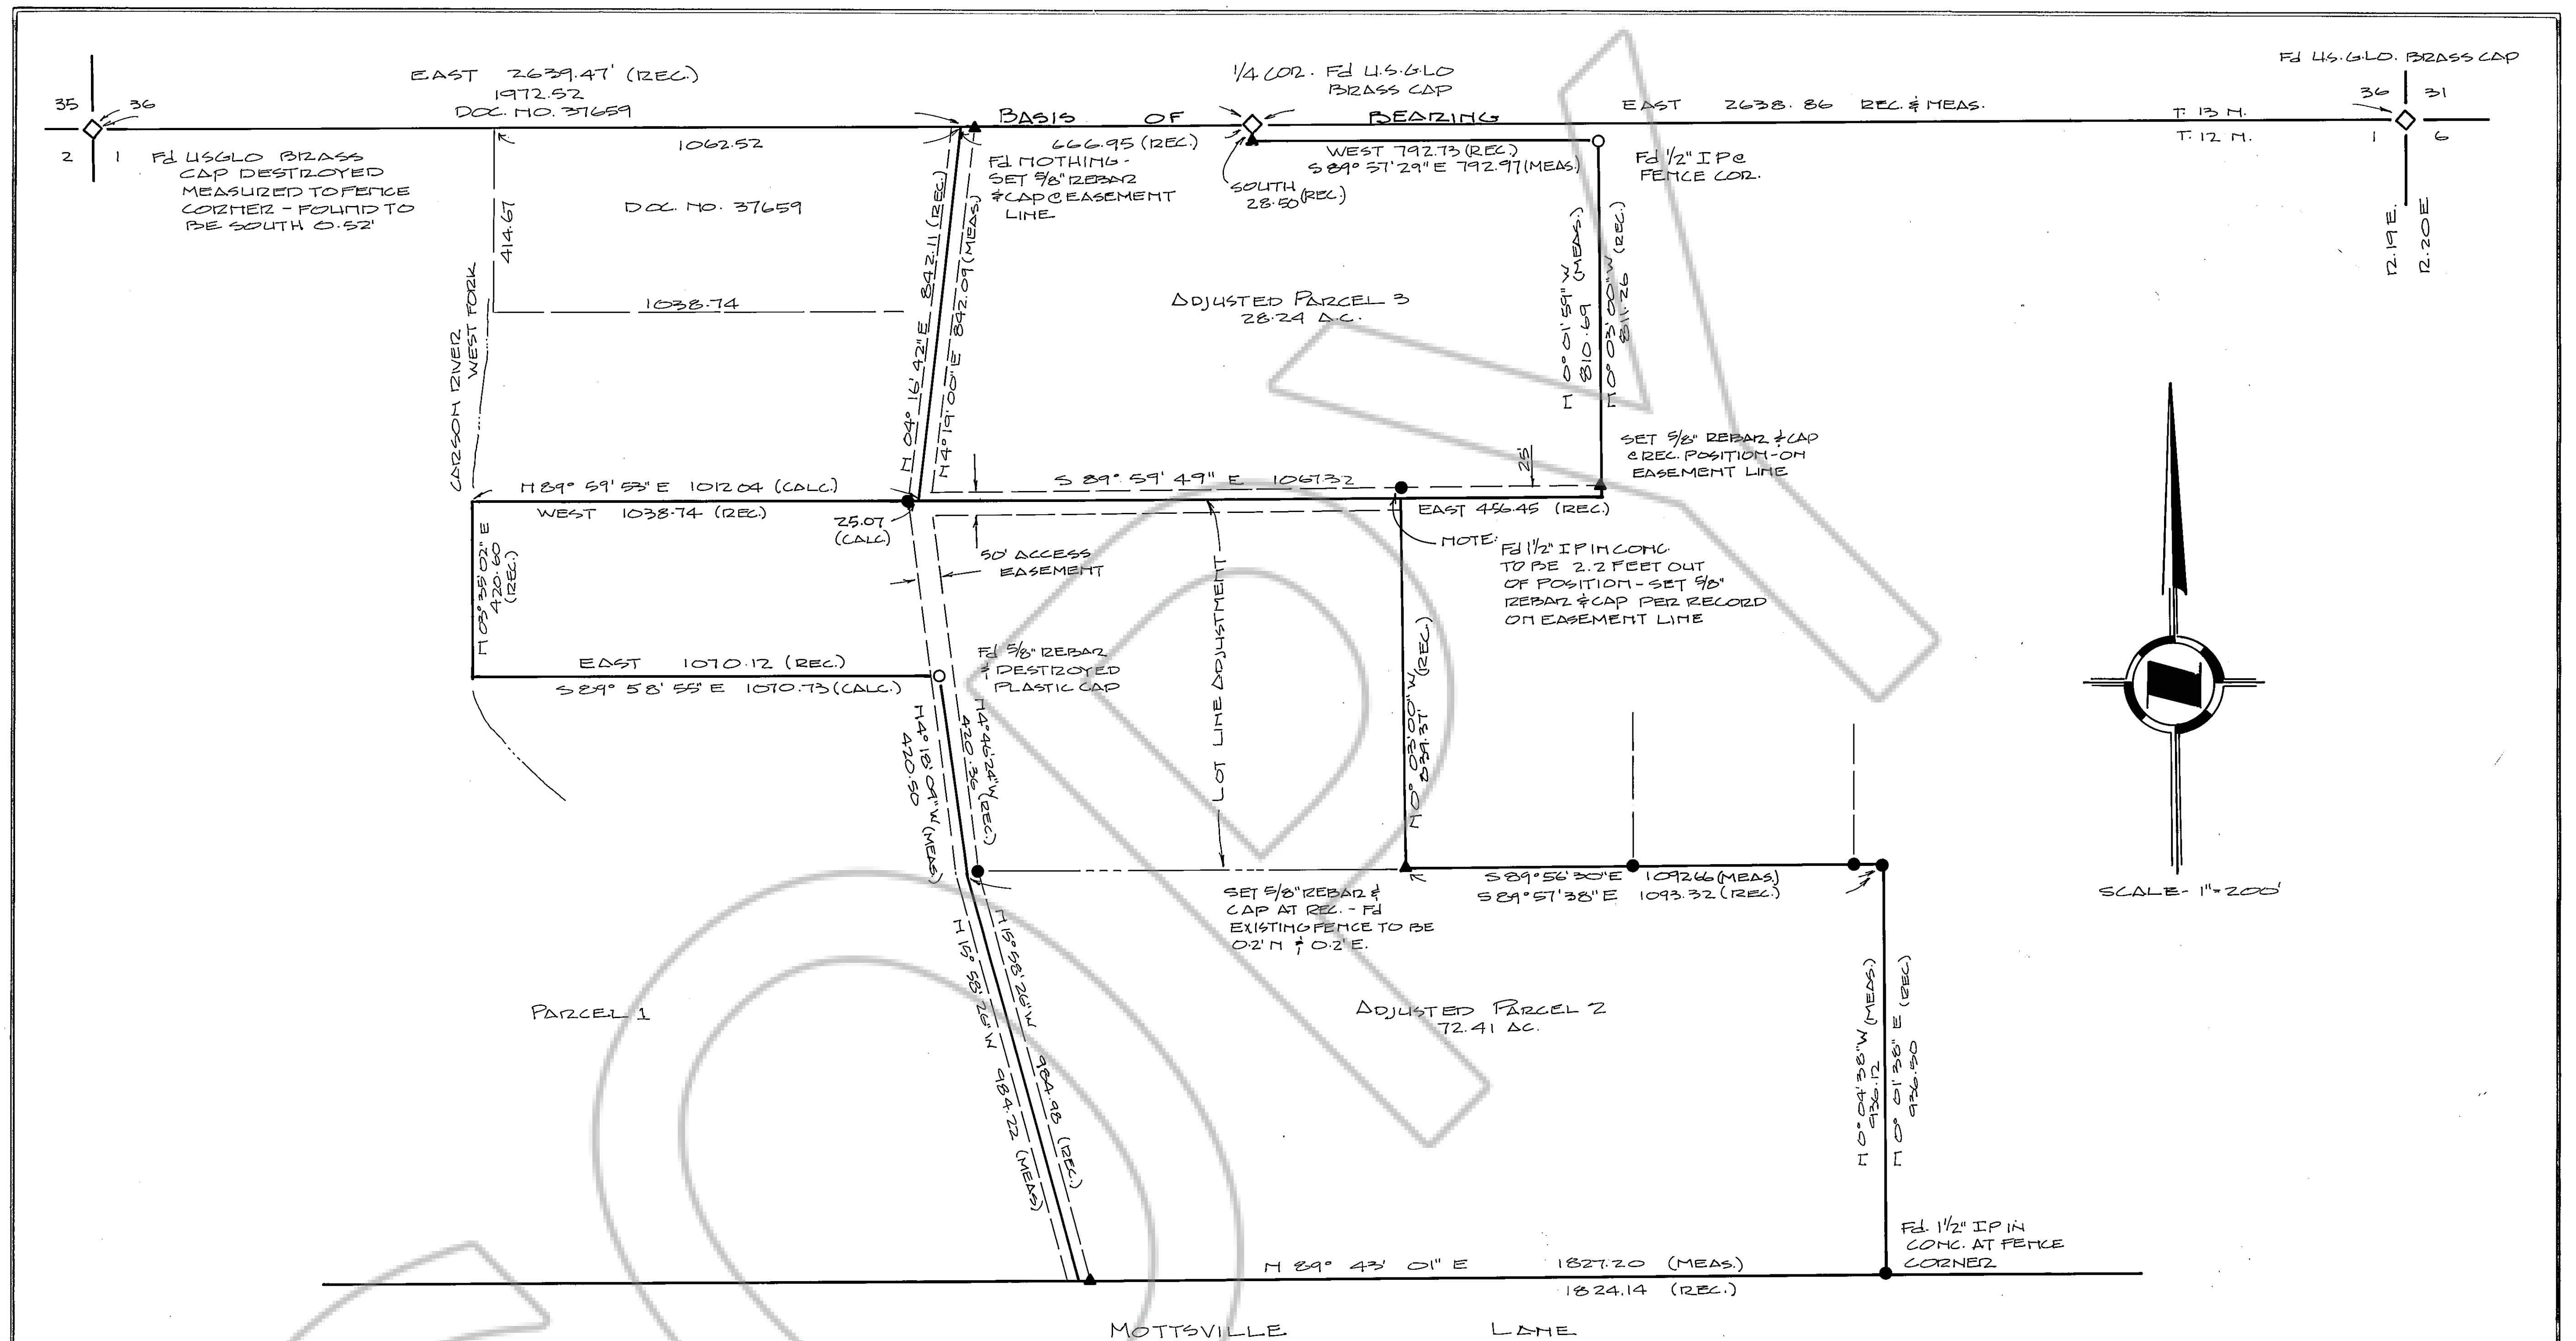 EAST 2639.47' (REC.)
1972.52
DOC. NO. 37659
1/4 COR. Fd U.S.GLO
BRASS CAP
Fd U.S.G.L.O. BRASS CAP
35 36
36 31
BASIS OF BEARING
EAST 2638.86 REC. & MEAS.
T. 13 N.
T. 12 N.
2 1
1 6
R.19E.
R.20E
Fd USGLO BRASS
CAP DESTROYED
MEASURED TO FENCE
CORNER - FOUND TO
BE SOUTH 0.52'
1062.52
666.95 (REC.)
Fd NOTHING -
SET 5/8" REBAR
& CAP @ EASEMENT
LINE
WEST 792.73 (REC.)
S 89° 57' 29" E 792.97 (MEAS.)
SOUTH (REC.)
28.50
Fd 1/2" I P @
FENCE COR.
414.67
DOC. NO. 37659
1038.74
CARSON RIVER
WEST FORK
N 04° 16' 42" E 842.11 (REC.)
N 4° 19' 00" E 842.09 (MEAS.)
ADJUSTED PARCEL 3
28.24 AC.
N 0° 01' 59" W (MEAS.)
810.69
N 0° 03' 00" W (REC.)
811.26
SET 5/8" REBAR & CAP
@ REC. POSITION - ON
EASEMENT LINE
N 89° 59' 53" E 1012.04 (CALC.)
WEST 1038.74 (REC.)
S 89° 59' 49" E 1067.32
25'
EAST 456.45 (REC.)
25.07
(CALC.)
50' ACCESS
EASEMENT
NOTE:
Fd 1 1/2" I P IN CONC.
TO BE 2.2 FEET OUT
OF POSITION - SET 5/8"
REBAR & CAP PER RECORD
ON EASEMENT LINE
N 03° 35' 02" E
420.60
(REC.)
EAST 1070.12 (REC.)
S 89° 58' 55" E 1070.73 (CALC.)
Fd 5/8" REBAR
& DESTROYED
PLASTIC CAP
LOT LINE ADJUSTMENT
N 0° 03' 00" W (REC.)
839.37'
N 4° 18' 09" W (MEAS.)
420.50
N 4° 46' 24" W (REC.)
420.36
SCALE - 1" = 200'
SET 5/8" REBAR &
CAP AT REC. - Fd
EXISTING FENCE TO BE
0.2' N & 0.2' E.
S 89° 56' 30" E 1092.66 (MEAS.)
S 89° 57' 38" E 1093.32 (REC.)
PARCEL 1
N 15° 58' 26" W 984.22 (MEAS)
N 15° 58' 26" W 984.98 (REC.)
ADJUSTED PARCEL 2
72.41 AC.
N 0° 04' 38" W (MEAS.)
936.12
N 0° 01' 38" E (REC)
936.50
Fd. 1 1/2" I P IN
CONC. AT FENCE
CORNER
N 89° 43' 01" E 1827.20 (MEAS.)
1824.14 (REC.)
MOTTSVILLE LANE
COPY